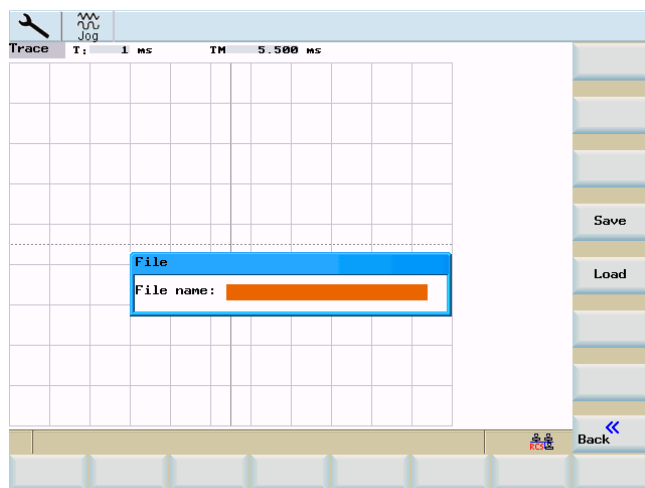 Jog
Trace T: 1 ms TM 5.500 ms
Save
File
Load
File name:
Back
RCS